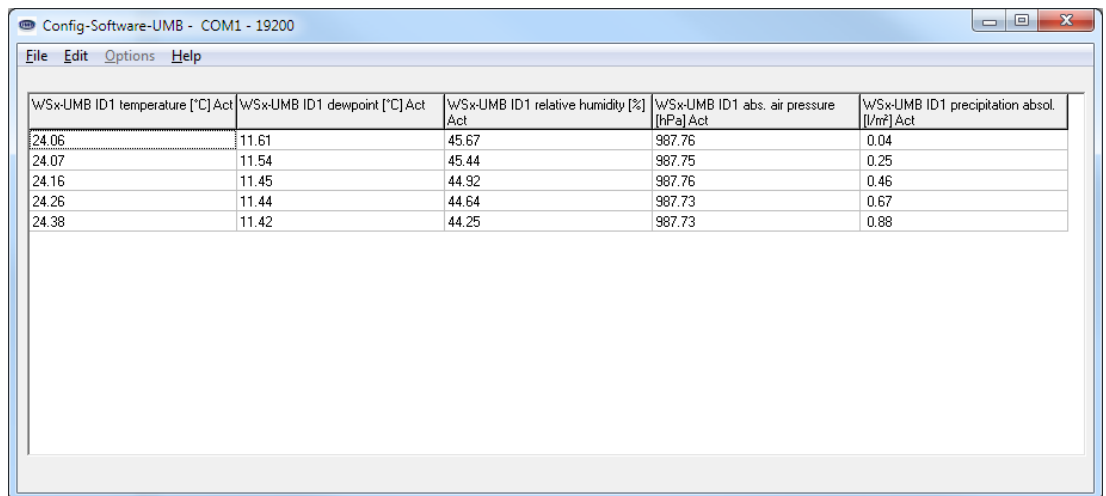 Config-Software-UMB - COM1 - 19200
File Edit Options Help
WSx-UMB ID1 temperature [°C] Act WSx-UMB ID1 dewpoint [°C] Act WSx-UMB ID1 relative humidity [%] Act WSx-UMB ID1 abs. air pressure [hPa] Act WSx-UMB ID1 precipitation absol. [l/m²] Act
24.06 11.61 45.67 987.76 0.04
24.07 11.54 45.44 987.75 0.25
24.16 11.45 44.92 987.76 0.46
24.26 11.44 44.64 987.73 0.67
24.38 11.42 44.25 987.73 0.88